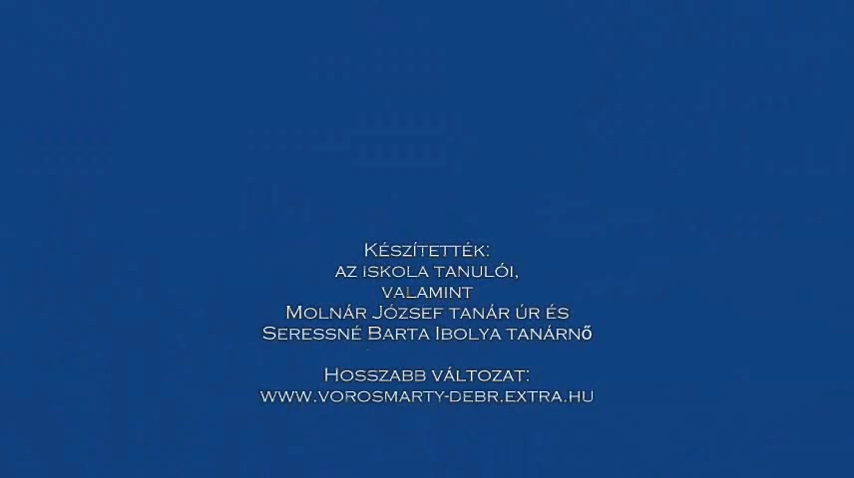 Készítették:
az iskola tanulói,
valamint
Molnár József tanár úr és
Seressné Barta Ibolya tanárnő
Hosszabb változat:
www.vorosmarty-debr.extra.hu